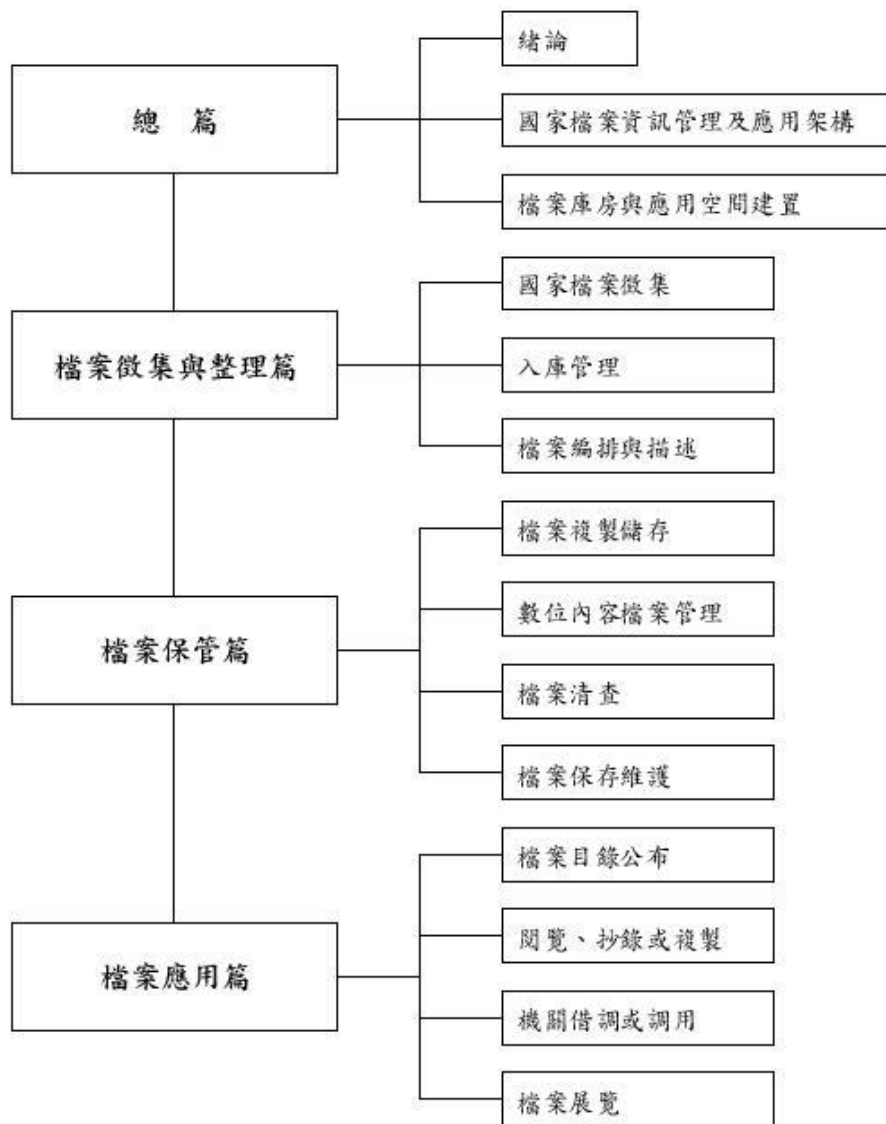 總 篇
緒論
國家檔案資訊管理及應用架構
檔案庫房與應用空間建置
檔案徵集與整理篇
國家檔案徵集
入庫管理
檔案編排與描述
檔案保管篇
檔案複製儲存
數位內容檔案管理
檔案清查
檔案保存維護
檔案應用篇
檔案目錄公布
閱覽、抄錄或複製
機關借調或調用
檔案展覽